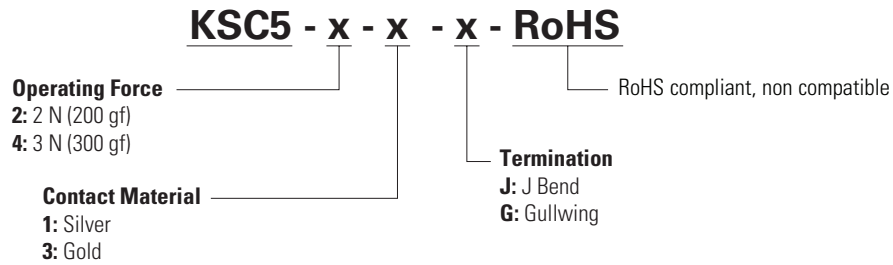 KSC5 - x - x - x - RoHS
Operating Force
2: 2 N (200 gf)
4: 3 N (300 gf)
RoHS compliant, non compatible
Termination
J: J Bend
G: Gullwing
Contact Material
1: Silver
3: Gold